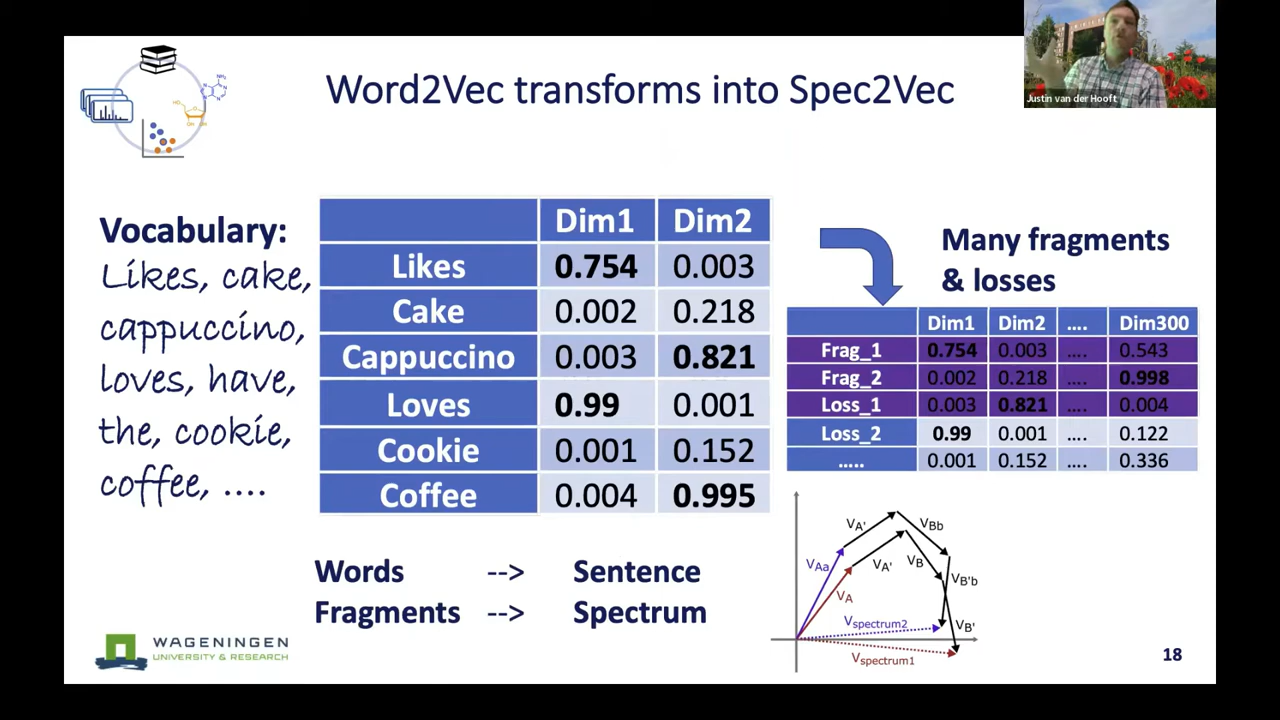 Word2Vec transforms into Spec2Vec
Justin van der Hooft
Vocabulary:
Likes, cake,
cappuccino,
loves, have,
the, cookie,
coffee, ....
Dim1 Dim2
Likes 0.754 0.003
Cake 0.002 0.218
Cappuccino 0.003 0.821
Loves 0.99 0.001
Cookie 0.001 0.152
Coffee 0.004 0.995
Many fragments
& losses
Dim1 Dim2 .... Dim300
Frag_1 0.754 0.003 .... 0.543
Frag_2 0.002 0.218 .... 0.998
Loss_1 0.003 0.821 .... 0.004
Loss_2 0.99 0.001 .... 0.122
..... 0.001 0.152 .... 0.336
Words --> Sentence
Fragments --> Spectrum
VA' VBb
VAa VA' VB VB'b
VA
Vspectrum2 VB'
Vspectrum1
WAGENINGEN
UNIVERSITY & RESEARCH
18